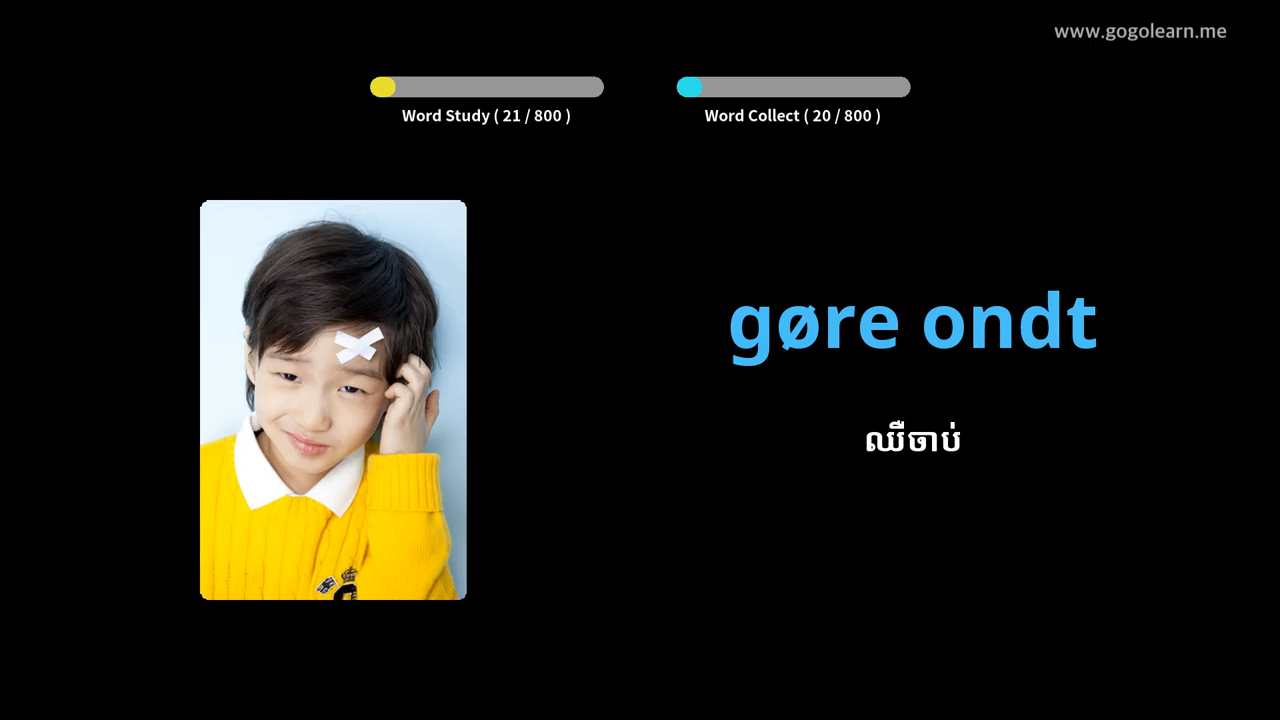 www.gogolearn.me
Word Study ( 21 / 800 )
Word Collect ( 20 / 800 )
gøre ondt
ឈឺចាប់